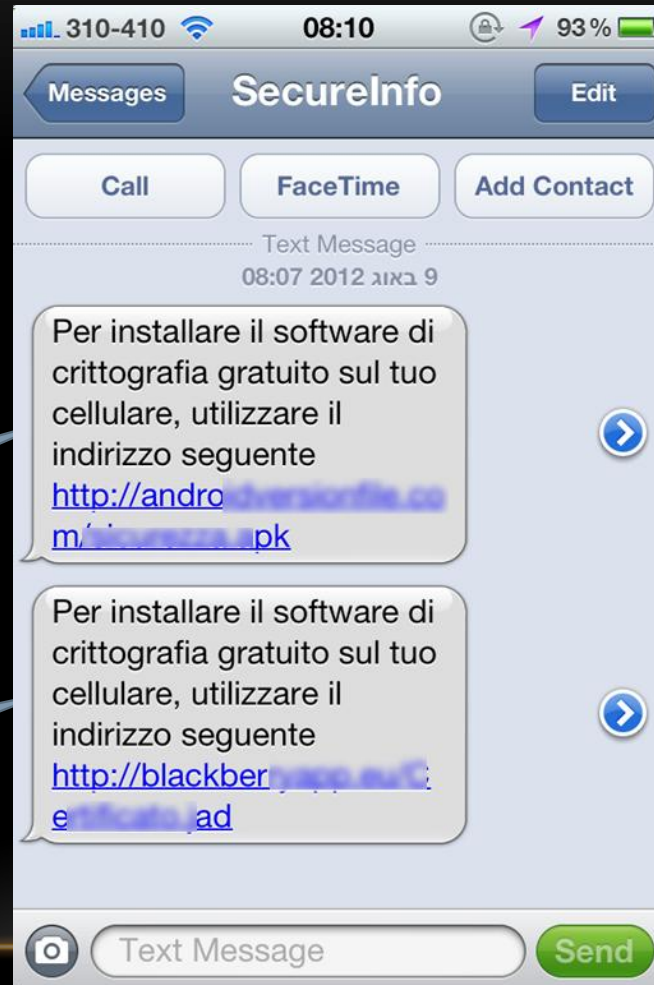 310-410 08:10 93%
Messages SecureInfo Edit
Call FaceTime Add Contact
Text Message
9 באוג 2012 08:07
Per installare il software di
crittografia gratuito sul tuo
cellulare, utilizzare il
indirizzo seguente
http://andro
m/ pk
Per installare il software di
crittografia gratuito sul tuo
cellulare, utilizzare il
indirizzo seguente
http://blackber
e ad
Text Message Send